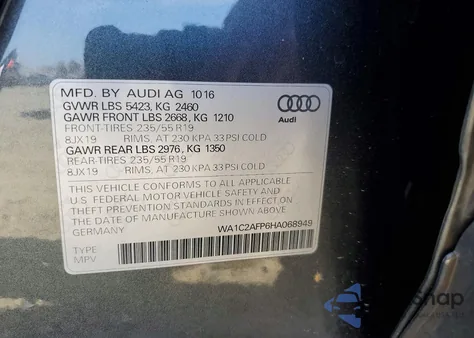 MFD. BY AUDI AG 10 16
GVWR LBS 5423, KG 2460
GAWR FRONT LBS 2668, KG 1210
FRONT-TIRES 235/55 R19
8JX19 RIMS, AT 230 KPA 33 PSI COLD
GAWR REAR LBS 2976, KG 1350
REAR-TIRES 235/55 R19
8JX19 RIMS, AT 230 KPA 33 PSI COLD
THIS VEHICLE CONFORMS TO ALL APPLICABLE
U.S. FEDERAL MOTOR VEHICLE SAFETY AND
THEFT PREVENTION STANDARDS IN EFFECT ON
THE DATE OF MANUFACTURE SHOWN ABOVE.
GERMANY
WA1C2AFP6HA068949
TYPE
MPV
Audi